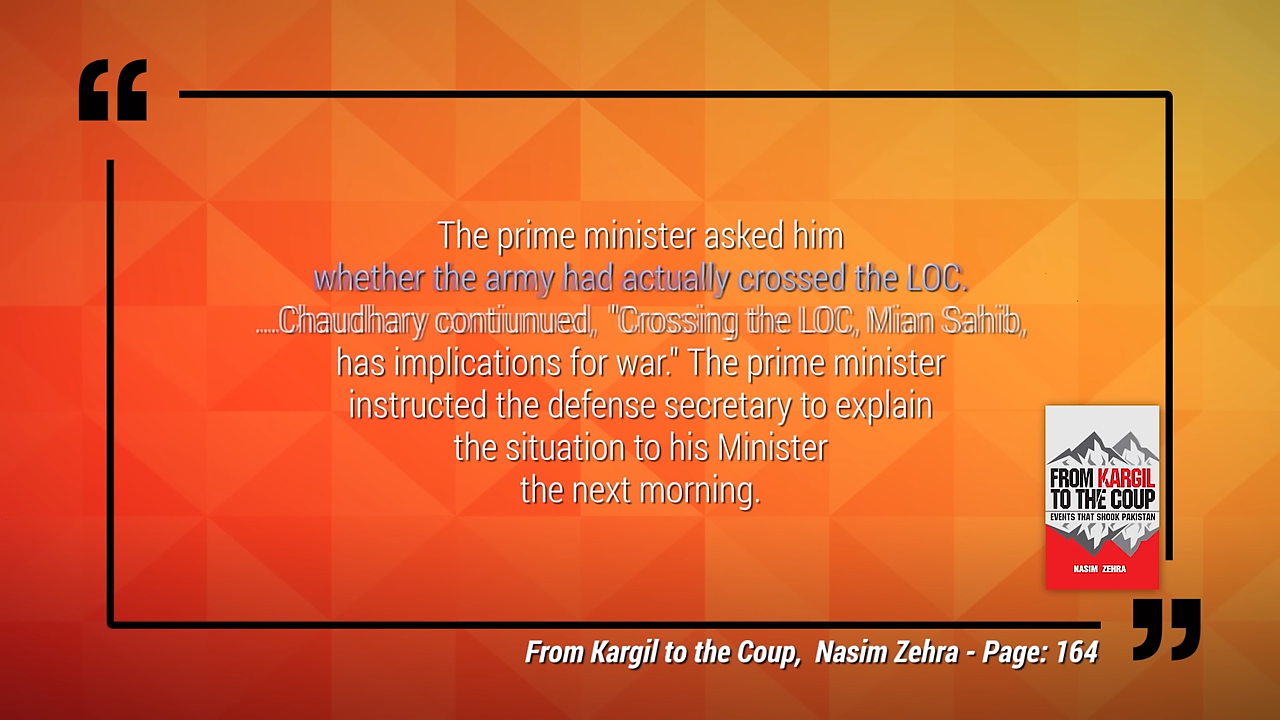 “
The prime minister asked him
whether the army had actually crossed the LOC.
.....Chaudhary contiunued, "Crossing the LOC, Mian Sahib,
has implications for war." The prime minister
instructed the defense secretary to explain
the situation to his Minister
the next morning.
FROM KARGIL
TO THE COUP
EVENTS THAT SHOOK PAKISTAN
NASIM ZEHRA
”
From Kargil to the Coup, Nasim Zehra - Page: 164